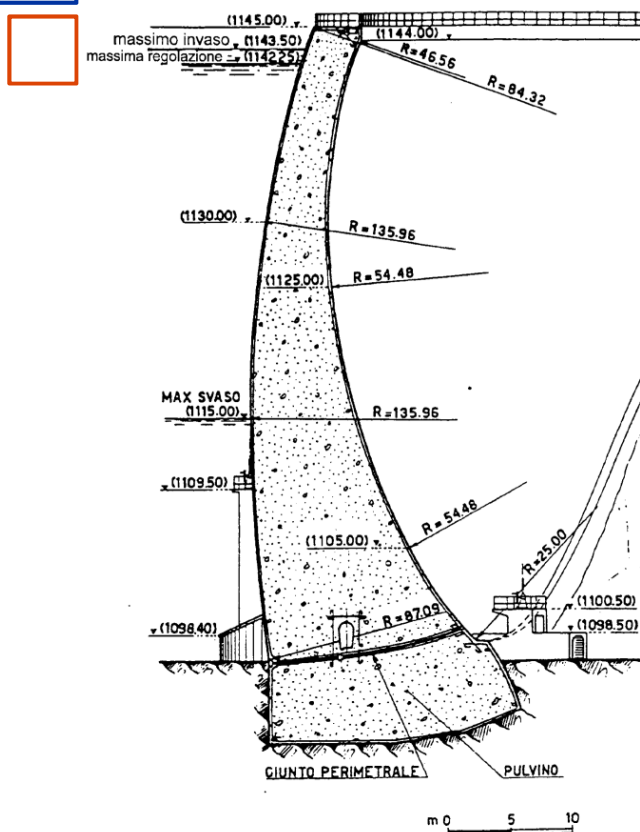 (1145.00)
massimo invaso (1143.50)
massima regolazione (1142.25)
(1144.00)
R=46.56
R=84.32
(1130.00)
R=135.96
(1125.00)
R=54.48
MAX SVASO
(1115.00)
R=135.96
(1109.50)
R=54.48
(1105.00)
R=25.00
R=87.09
(1100.50)
(1098.40)
(1098.50)
GIUNTO PERIMETRALE
PULVINO
m 0 5 10